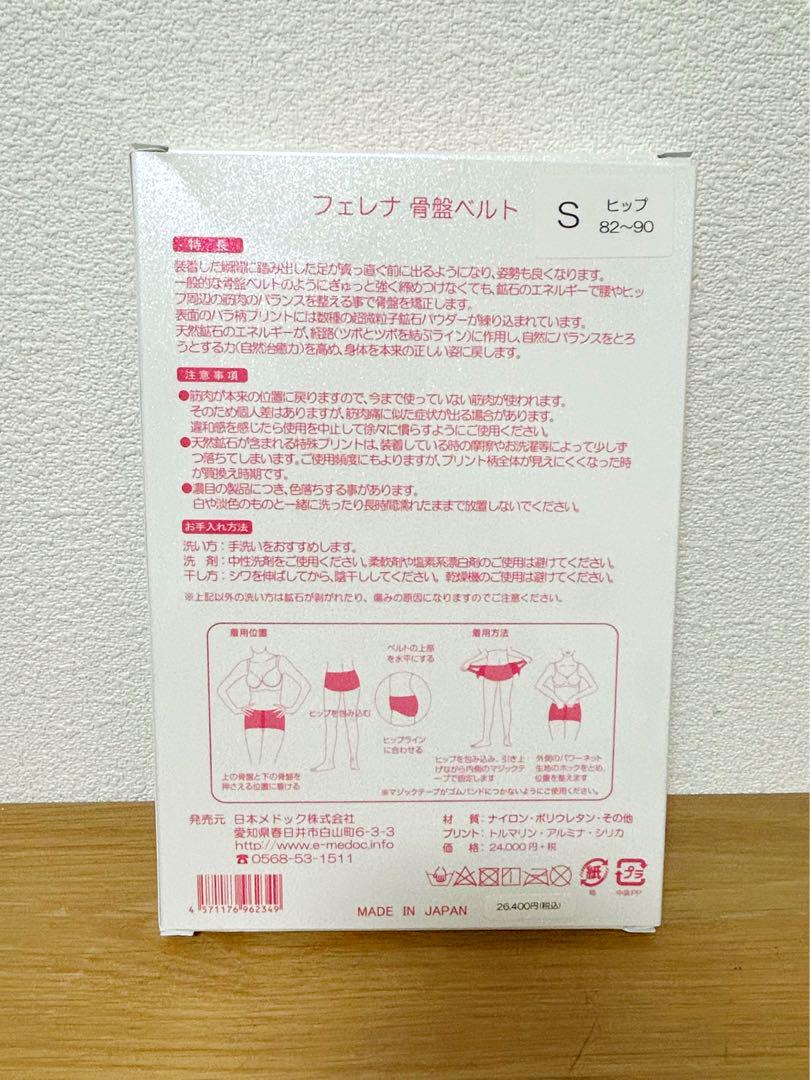 フェレナ 骨盤ベルト
S
ヒップ
82～90
特 長
装着した瞬間に踏み出した足が真っ直ぐ前に出るようになり、姿勢も良くなります。
一般的な骨盤ベルトのようにぎゅっと強く締めつけなくても、鉱石のエネルギーで腰やヒッ
プ周辺の筋肉のバランスを整える事で骨盤を矯正します。
表面のバラ柄プリントには数種の超微粒子鉱石パウダーが練り込まれています。
天然鉱石のエネルギーが、経路(ツボとツボを結ぶライン)に作用し、自然にバランスをとろ
うとする力(自然治癒力)を高め、身体を本来の正しい姿に戻します。
注意事項
●筋肉が本来の位置に戻りますので、今まで使っていない筋肉が使われます。
そのため個人差はありますが、筋肉痛に似た症状が出る場合があります。
違和感を感じたら使用を中止して徐々に慣らすようにご使用ください。
●天然鉱石が含まれる特殊プリントは、装着している時の摩擦やお洗濯等によって少しず
つ落ちてしまいます。ご使用頻度にもよりますが、プリント柄全体が見えにくくなった時
が買換え時期です。
●濃目の製品につき、色落ちする事があります。
白や淡色のものと一緒に洗ったり長時間濡れたままで放置しないでください。
お手入れ方法
洗い方：手洗いをおすすめします。
洗 剤：中性洗剤をご使用ください。柔軟剤や塩素系漂白剤のご使用は避けてください。
干し方：シワを伸ばしてから、陰干ししてください。乾燥機のご使用は避けてください。
※上記以外の洗い方は鉱石が剥がれたり、傷みの原因になりますのでご注意ください。
着用位置
ベルトの上部
を水平にする
ヒップを包み込む
ヒップライン
に合わせる
上の骨盤と下の骨盤を
押さえる位置に着ける
着用方法
ヒップを包み込み、引き上
げながら内側のマジックテ
ープで固定します
外側のパワーネット
生地のホックをとめ、
位置を整えます
※マジックテープがゴムバンドにつかないようにご使用ください。
発売元 日本メドック株式会社
愛知県春日井市白山町6-3-3
http://www.e-medoc.info
☎0568-53-1511
材 質：ナイロン・ポリウレタン・その他
プリント：トルマリン・アルミナ・シリカ
価 格：24,000円+税
紙
箱
プラ
中袋PP
4 571176 962349
MADE IN JAPAN
26,400円(税込)